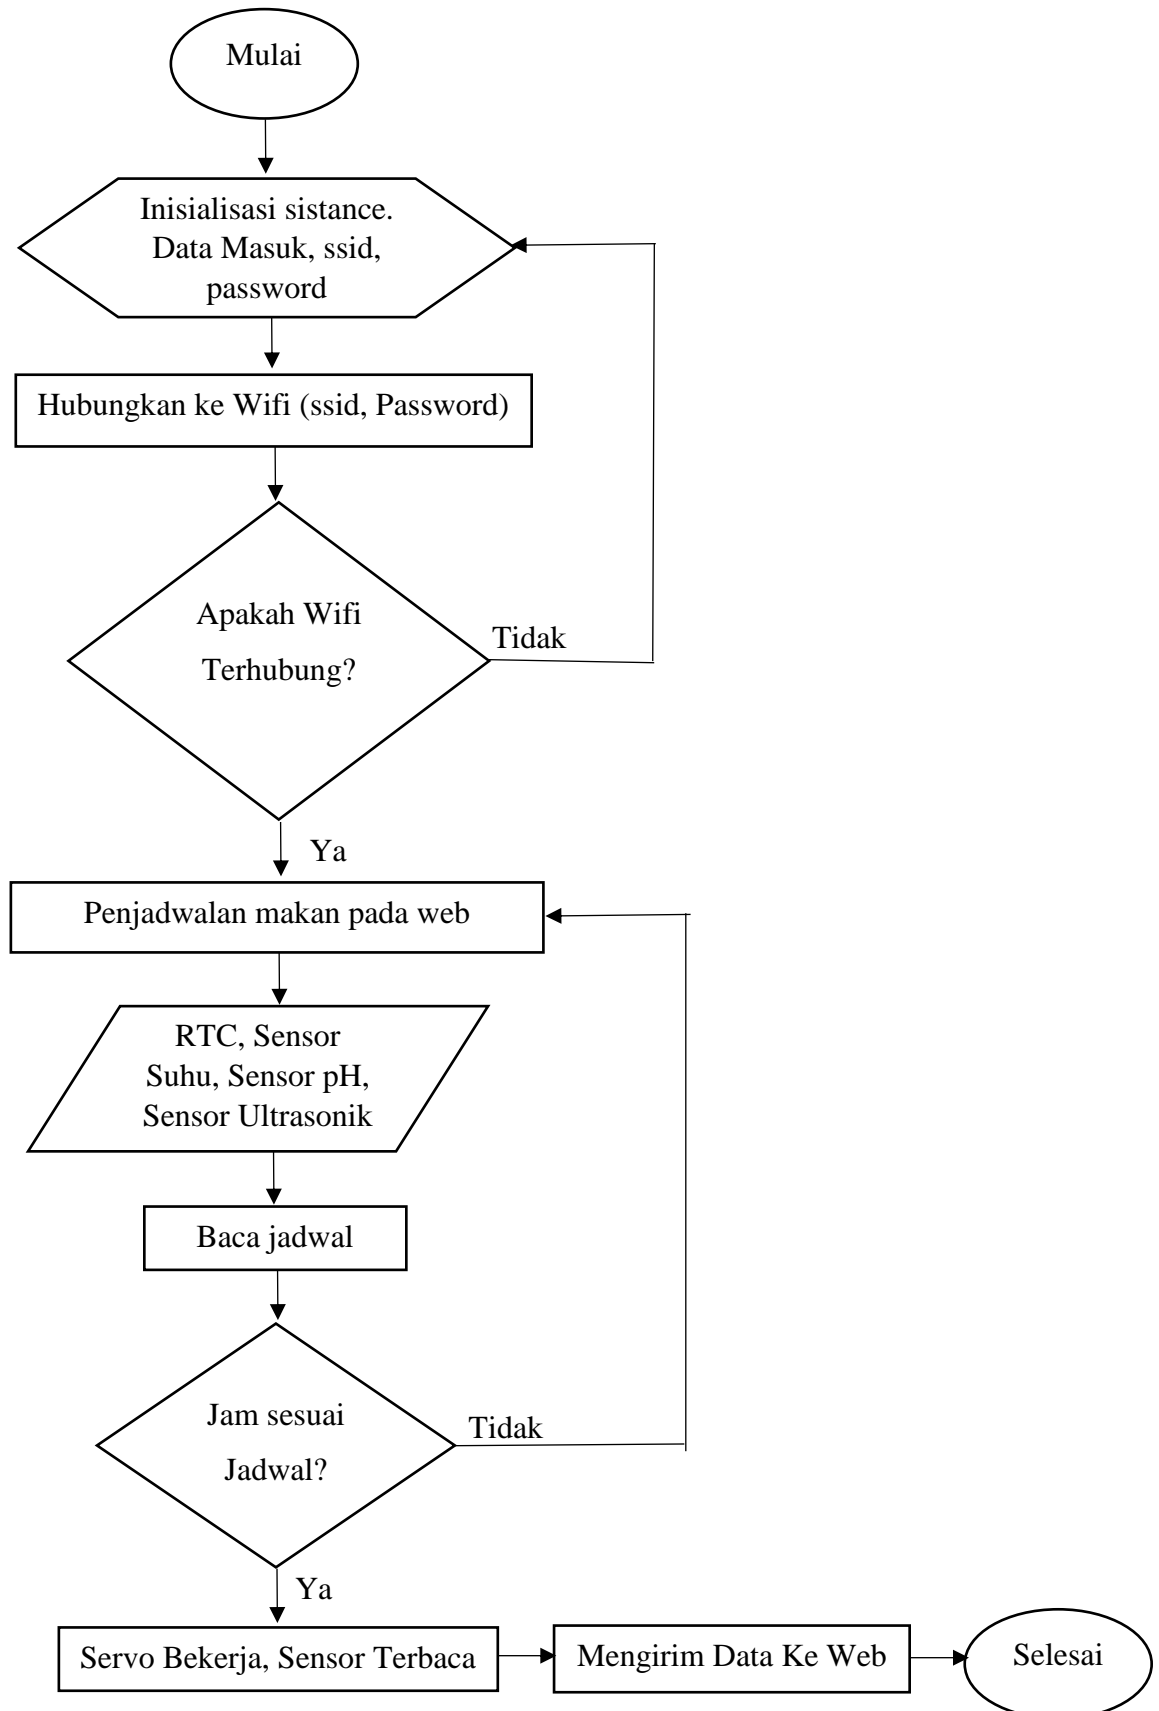 Mulai
Inisialisasi sistance.
Data Masuk, ssid,
password
Hubungkan ke Wifi (ssid, Password)
Apakah Wifi
Terhubung?
Tidak
Ya
Penjadwalan makan pada web
RTC, Sensor
Suhu, Sensor pH,
Sensor Ultrasonik
Baca jadwal
Jam sesuai
Jadwal?
Tidak
Ya
Servo Bekerja, Sensor Terbaca
Mengirim Data Ke Web
Selesai